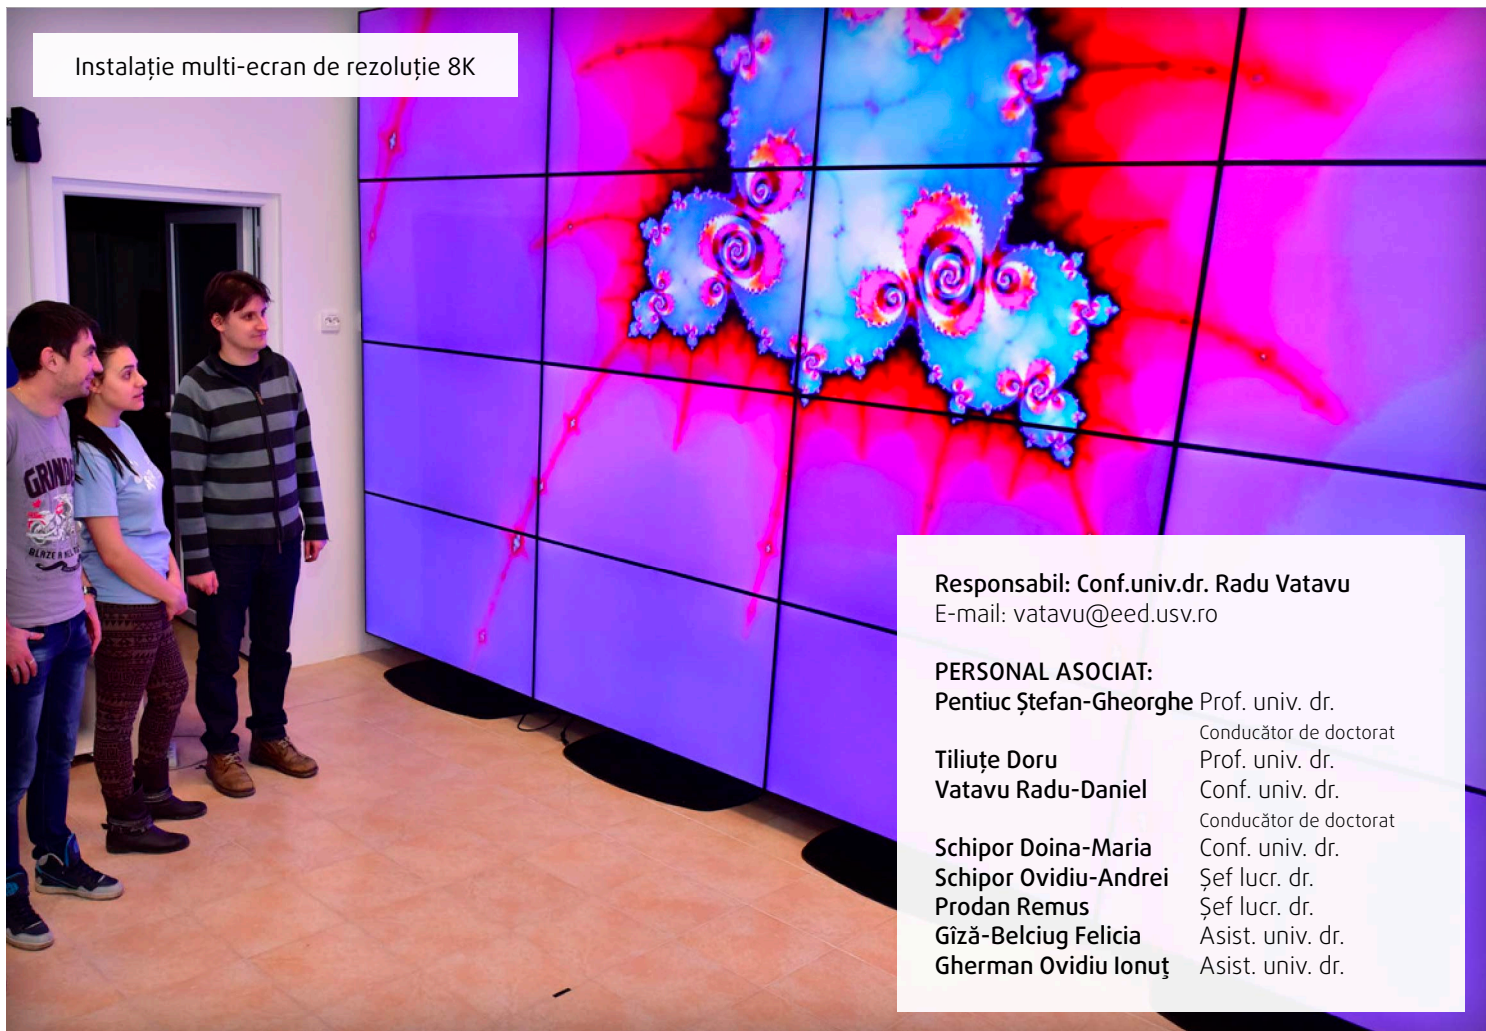 Instalație multi-ecran de rezoluție 8K
GRIND
BLAZE A
Responsabil: Conf.univ.dr. Radu Vatavu
E-mail: vatavu@eed.usv.ro
PERSONAL ASOCIAT:
Pentiuc Ștefan-Gheorghe Prof. univ. dr.
Conducător de doctorat
Tiliuțe Doru Prof. univ. dr.
Vatavu Radu-Daniel Conf. univ. dr.
Conducător de doctorat
Schipor Doina-Maria Conf. univ. dr.
Schipor Ovidiu-Andrei Șef lucr. dr.
Prodan Remus Șef lucr. dr.
Gîză-Belciug Felicia Asist. univ. dr.
Gherman Ovidiu Ionuț Asist. univ. dr.